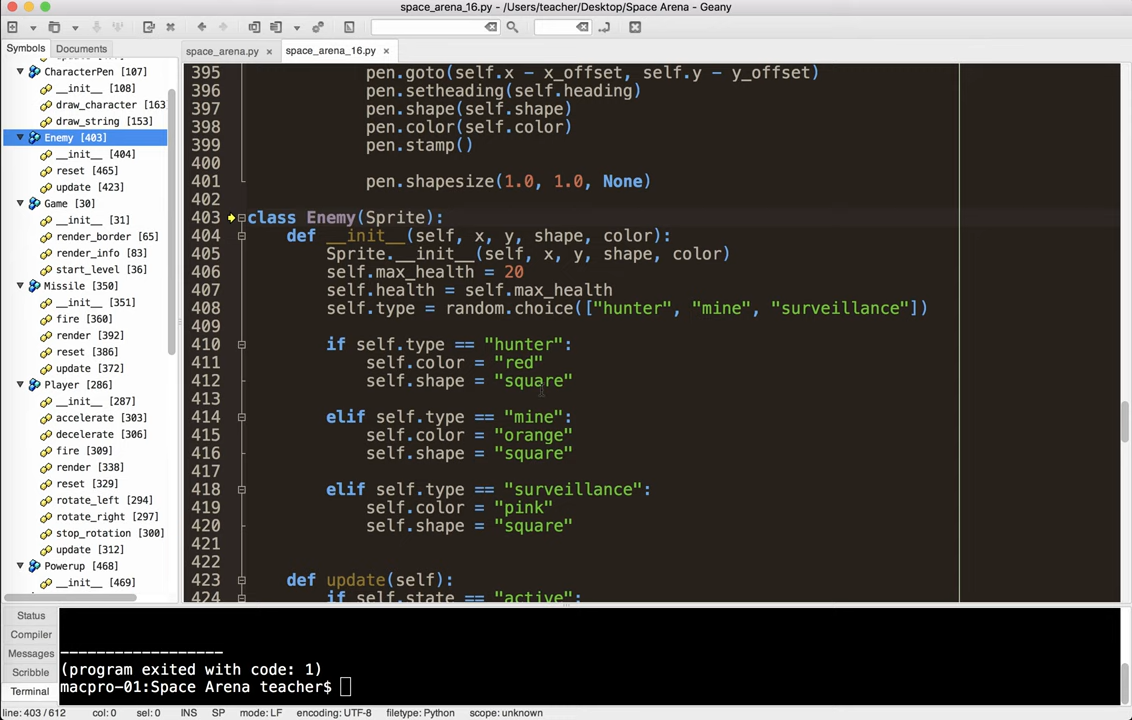 space_arena_16.py - /Users/teacher/Desktop/Space Arena - Geany
Symbols Documents
space_arena.py × space_arena_16.py ×
CharacterPen [107]
__init__ [108]
draw_character [163
draw_string [153]
Enemy [403]
__init__ [404]
reset [465]
update [423]
Game [30]
__init__ [31]
render_border [65]
render_info [83]
start_level [36]
Missile [350]
__init__ [351]
fire [360]
render [392]
reset [386]
update [372]
Player [286]
__init__ [287]
accelerate [303]
decelerate [306]
fire [309]
render [338]
reset [329]
rotate_left [294]
rotate_right [297]
stop_rotation [300]
update [312]
Powerup [468]
__init__ [469]
395 pen.goto(self.x - x_offset, self.y - y_offset)
396 pen.setheading(self.heading)
397 pen.shape(self.shape)
398 pen.color(self.color)
399 pen.stamp()
400
401 pen.shapesize(1.0, 1.0, None)
402
403 class Enemy(Sprite):
404 def __init__(self, x, y, shape, color):
405 Sprite.__init__(self, x, y, shape, color)
406 self.max_health = 20
407 self.health = self.max_health
408 self.type = random.choice(["hunter", "mine", "surveillance"])
409
410 if self.type == "hunter":
411 self.color = "red"
412 self.shape = "square"
413
414 elif self.type == "mine":
415 self.color = "orange"
416 self.shape = "square"
417
418 elif self.type == "surveillance":
419 self.color = "pink"
420 self.shape = "square"
421
422
423 def update(self):
424 if self.state == "active":
Status
Compiler
Messages
Scribble
Terminal
------------------
(program exited with code: 1)
macpro-01:Space Arena teacher$
line: 403 / 612 col: 0 sel: 0 INS SP mode: LF encoding: UTF-8 filetype: Python scope: unknown